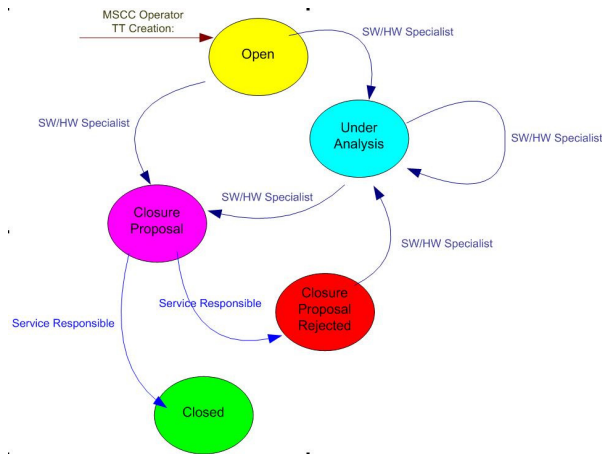 MSCC Operator
TT Creation:
Open
SW/HW Specialist
SW/HW Specialist
Under
Analysis
SW/HW Specialist
SW/HW Specialist
Closure
Proposal
SW/HW Specialist
Closure
Proposal
Rejected
Service Responsible
Service Responsible
Closed